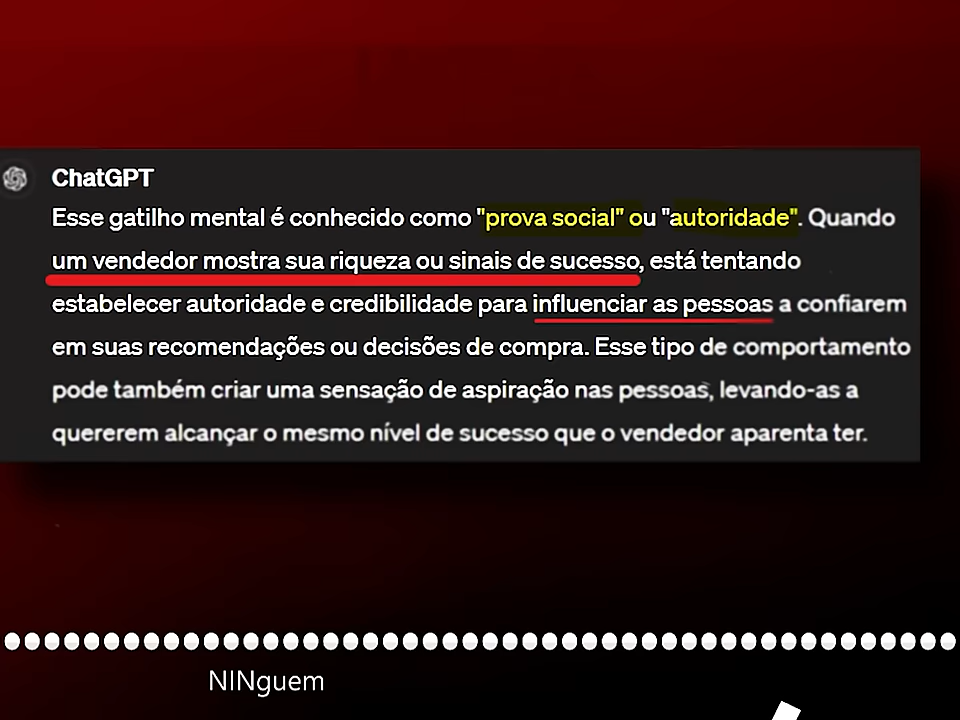 ChatGPT
Esse gatilho mental é conhecido como "prova social" ou "autoridade". Quando
um vendedor mostra sua riqueza ou sinais de sucesso, está tentando
estabelecer autoridade e credibilidade para influenciar as pessoas a confiarem
em suas recomendações ou decisões de compra. Esse tipo de comportamento
pode também criar uma sensação de aspiração nas pessoas, levando-as a
quererem alcançar o mesmo nível de sucesso que o vendedor aparenta ter.
NINguem